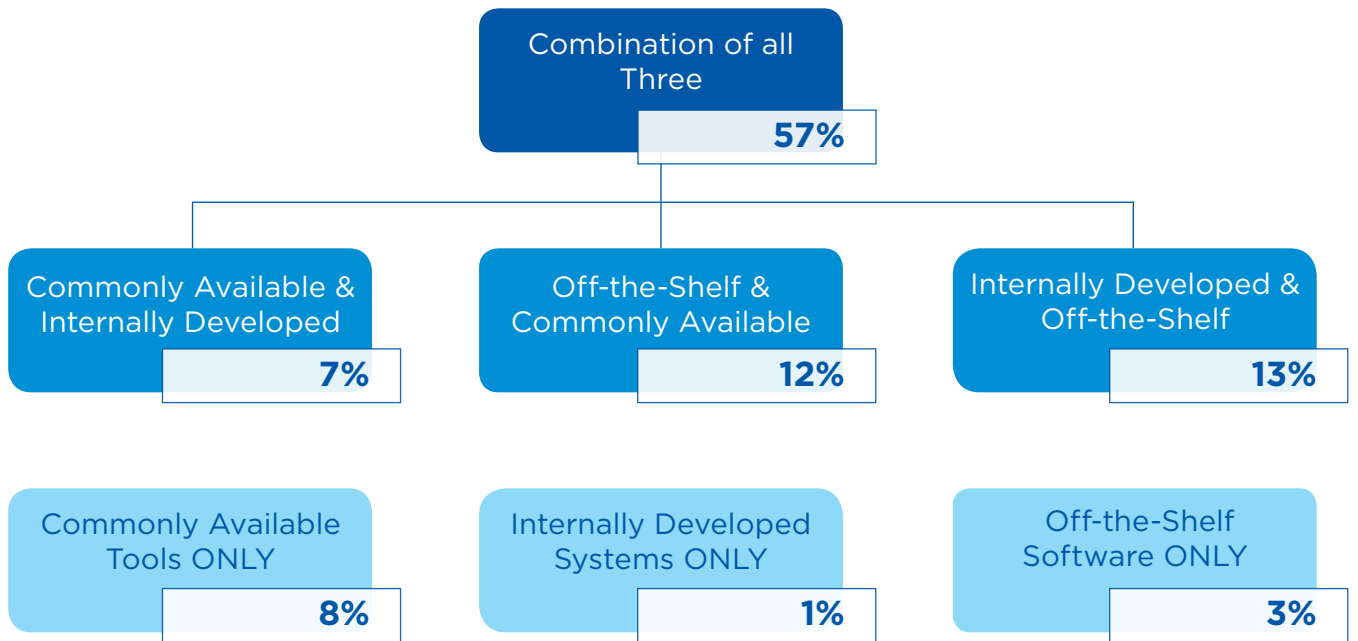 Combination of all
Three
57%
Commonly Available &
Internally Developed
7%
Off-the-Shelf &
Commonly Available
12%
Internally Developed &
Off-the-Shelf
13%
Commonly Available
Tools ONLY
8%
Internally Developed
Systems ONLY
1%
Off-the-Shelf
Software ONLY
3%